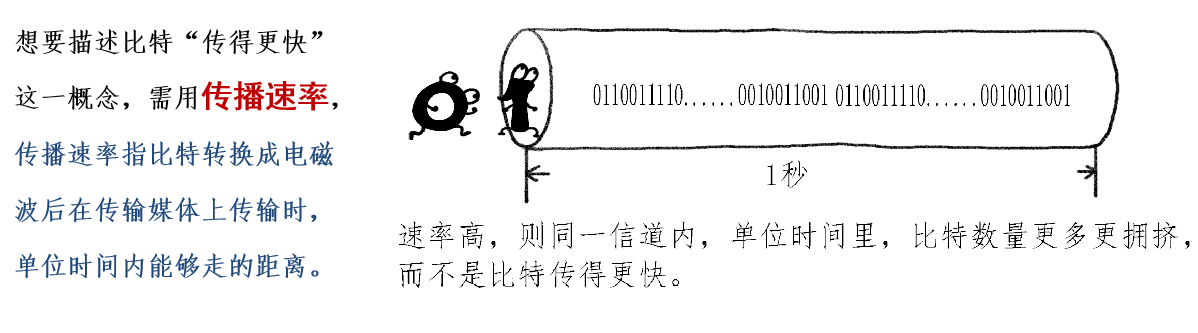 想要描述比特“传得更快”
这一概念，需用传播速率，
传播速率指比特转换成电磁
波后在传输媒体上传输时，
单位时间内能够走的距离。
0110011110......0010011001 0110011110......0010011001
1秒
速率高，则同一信道内，单位时间里，比特数量更多更拥挤，
而不是比特传得更快。